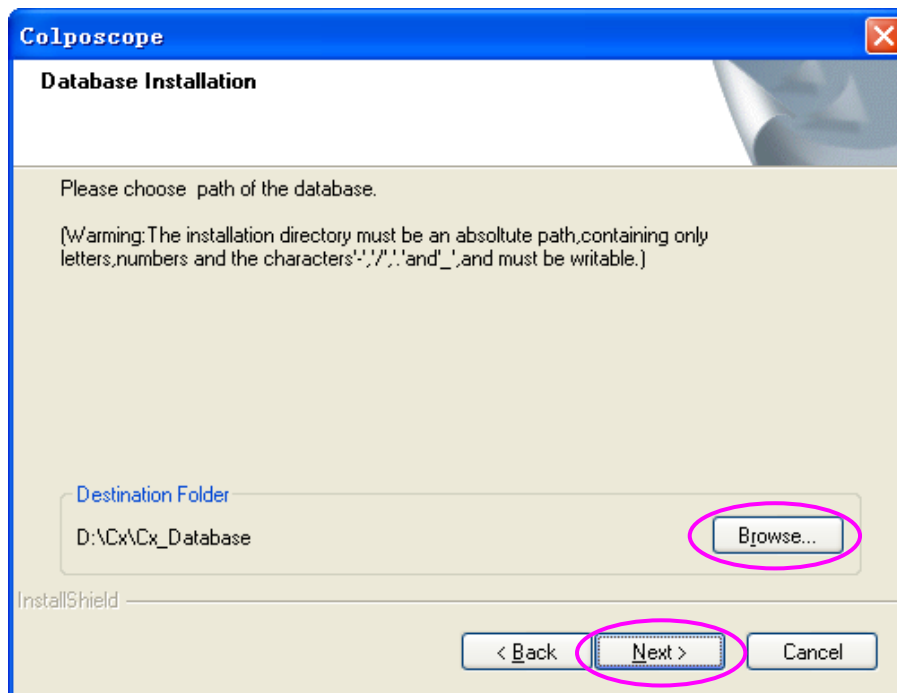 Colposcope
Database Installation
Please choose path of the database.
(Warming:The installation directory must be an absoltute path,containing only
letters,numbers and the characters'-','/','.'and'_',and must be writable.)
Destination Folder
D:\Cx\Cx_Database
Browse...
InstallShield
< Back
Next >
Cancel